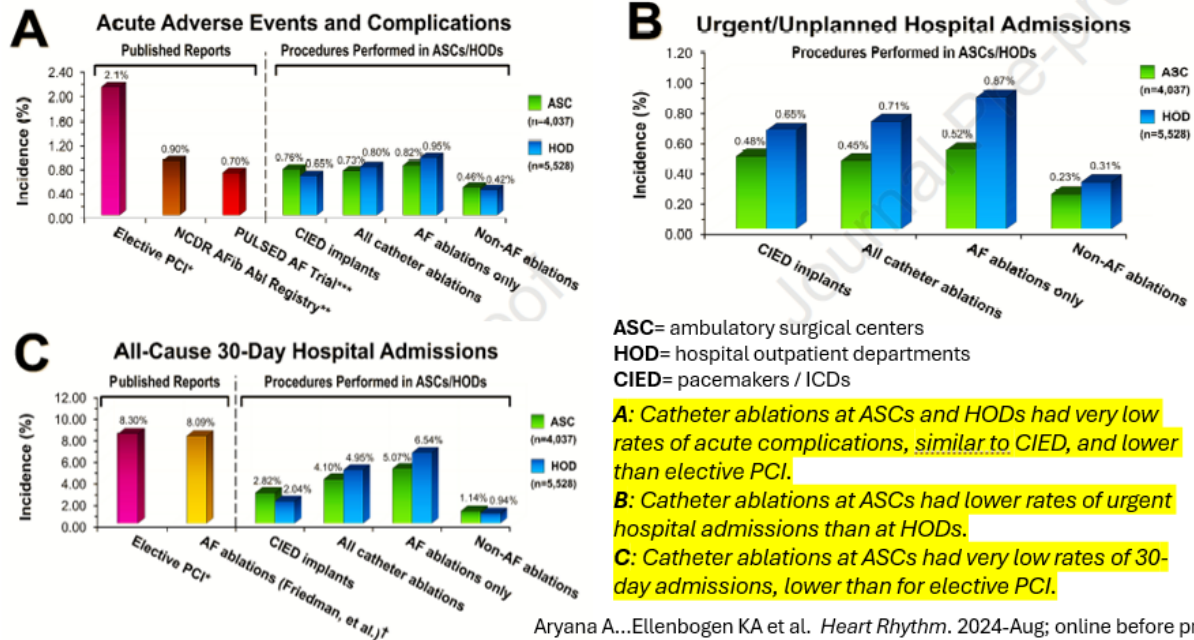 A
Acute Adverse Events and Complications
Published Reports
Procedures Performed in ASCs/HODs
Incidence (%)
2.40
2.00
1.60
1.20
0.80
0.40
0.00
2.1%
0.90%
0.70%
0.76%
0.65%
0.73%
0.80%
0.82%
0.95%
0.46%
0.42%
ASC
(n=4,037)
HOD
(n=5,528)
Elective PCI*
NCDR AFib Abl Registry**
PULSED AF Trial***
CIED implants
All catheter ablations
AF ablations only
Non-AF ablations
B
Urgent/Unplanned Hospital Admissions
Procedures Performed in ASCs/HODs
Incidence (%)
1.20
1.00
0.80
0.60
0.40
0.20
0.00
0.48%
0.65%
0.45%
0.71%
0.52%
0.87%
0.23%
0.31%
ASC
(n=4,037)
HOD
(n=5,528)
CIED implants
All catheter ablations
AF ablations only
Non-AF ablations
C
All-Cause 30-Day Hospital Admissions
Published Reports
Procedures Performed in ASCs/HODs
Incidence (%)
12.00
10.00
8.00
6.00
4.00
2.00
0.00
8.30%
8.09%
2.82%
2.04%
4.10%
4.95%
5.07%
6.54%
1.14%
0.94%
ASC
(n=4,037)
HOD
(n=5,528)
Elective PCI*
AF ablations (Friedman, et al.)†
CIED implants
All catheter ablations
AF ablations only
Non-AF ablations
ASC= ambulatory surgical centers
HOD= hospital outpatient departments
CIED= pacemakers / ICDs
A: Catheter ablations at ASCs and HODs had very low
rates of acute complications, similar to CIED, and lower
than elective PCI.
B: Catheter ablations at ASCs had lower rates of urgent
hospital admissions than at HODs.
C: Catheter ablations at ASCs had very low rates of 30-
day admissions, lower than for elective PCI.
Aryana A...Ellenbogen KA et al. Heart Rhythm. 2024-Aug; online before pr
Journal Pre-pro
oof